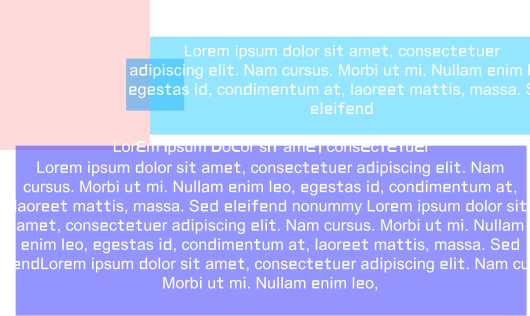 Lorem ipsum dolor sit amet, consectetuer
adipiscing elit. Nam cursus. Morbi ut mi. Nullam enim
egestas id, condimentum at, laoreet mattis, massa.
eleifend
Lorem ipsum Dolor sit amet, consectetuer
Lorem ipsum dolor sit amet, consectetuer adipiscing elit. Nam
cursus. Morbi ut mi. Nullam enim leo, egestas id, condimentum at,
laoreet mattis, massa. Sed eleifend nonummy Lorem ipsum dolor sit
amet, consectetuer adipiscing elit. Nam cursus. Morbi ut mi. Nullam
enim leo, egestas id, condimentum at, laoreet mattis, massa. Sed
endLorem ipsum dolor sit amet, consectetuer adipiscing elit. Nam
Morbi ut mi. Nullam enim leo,